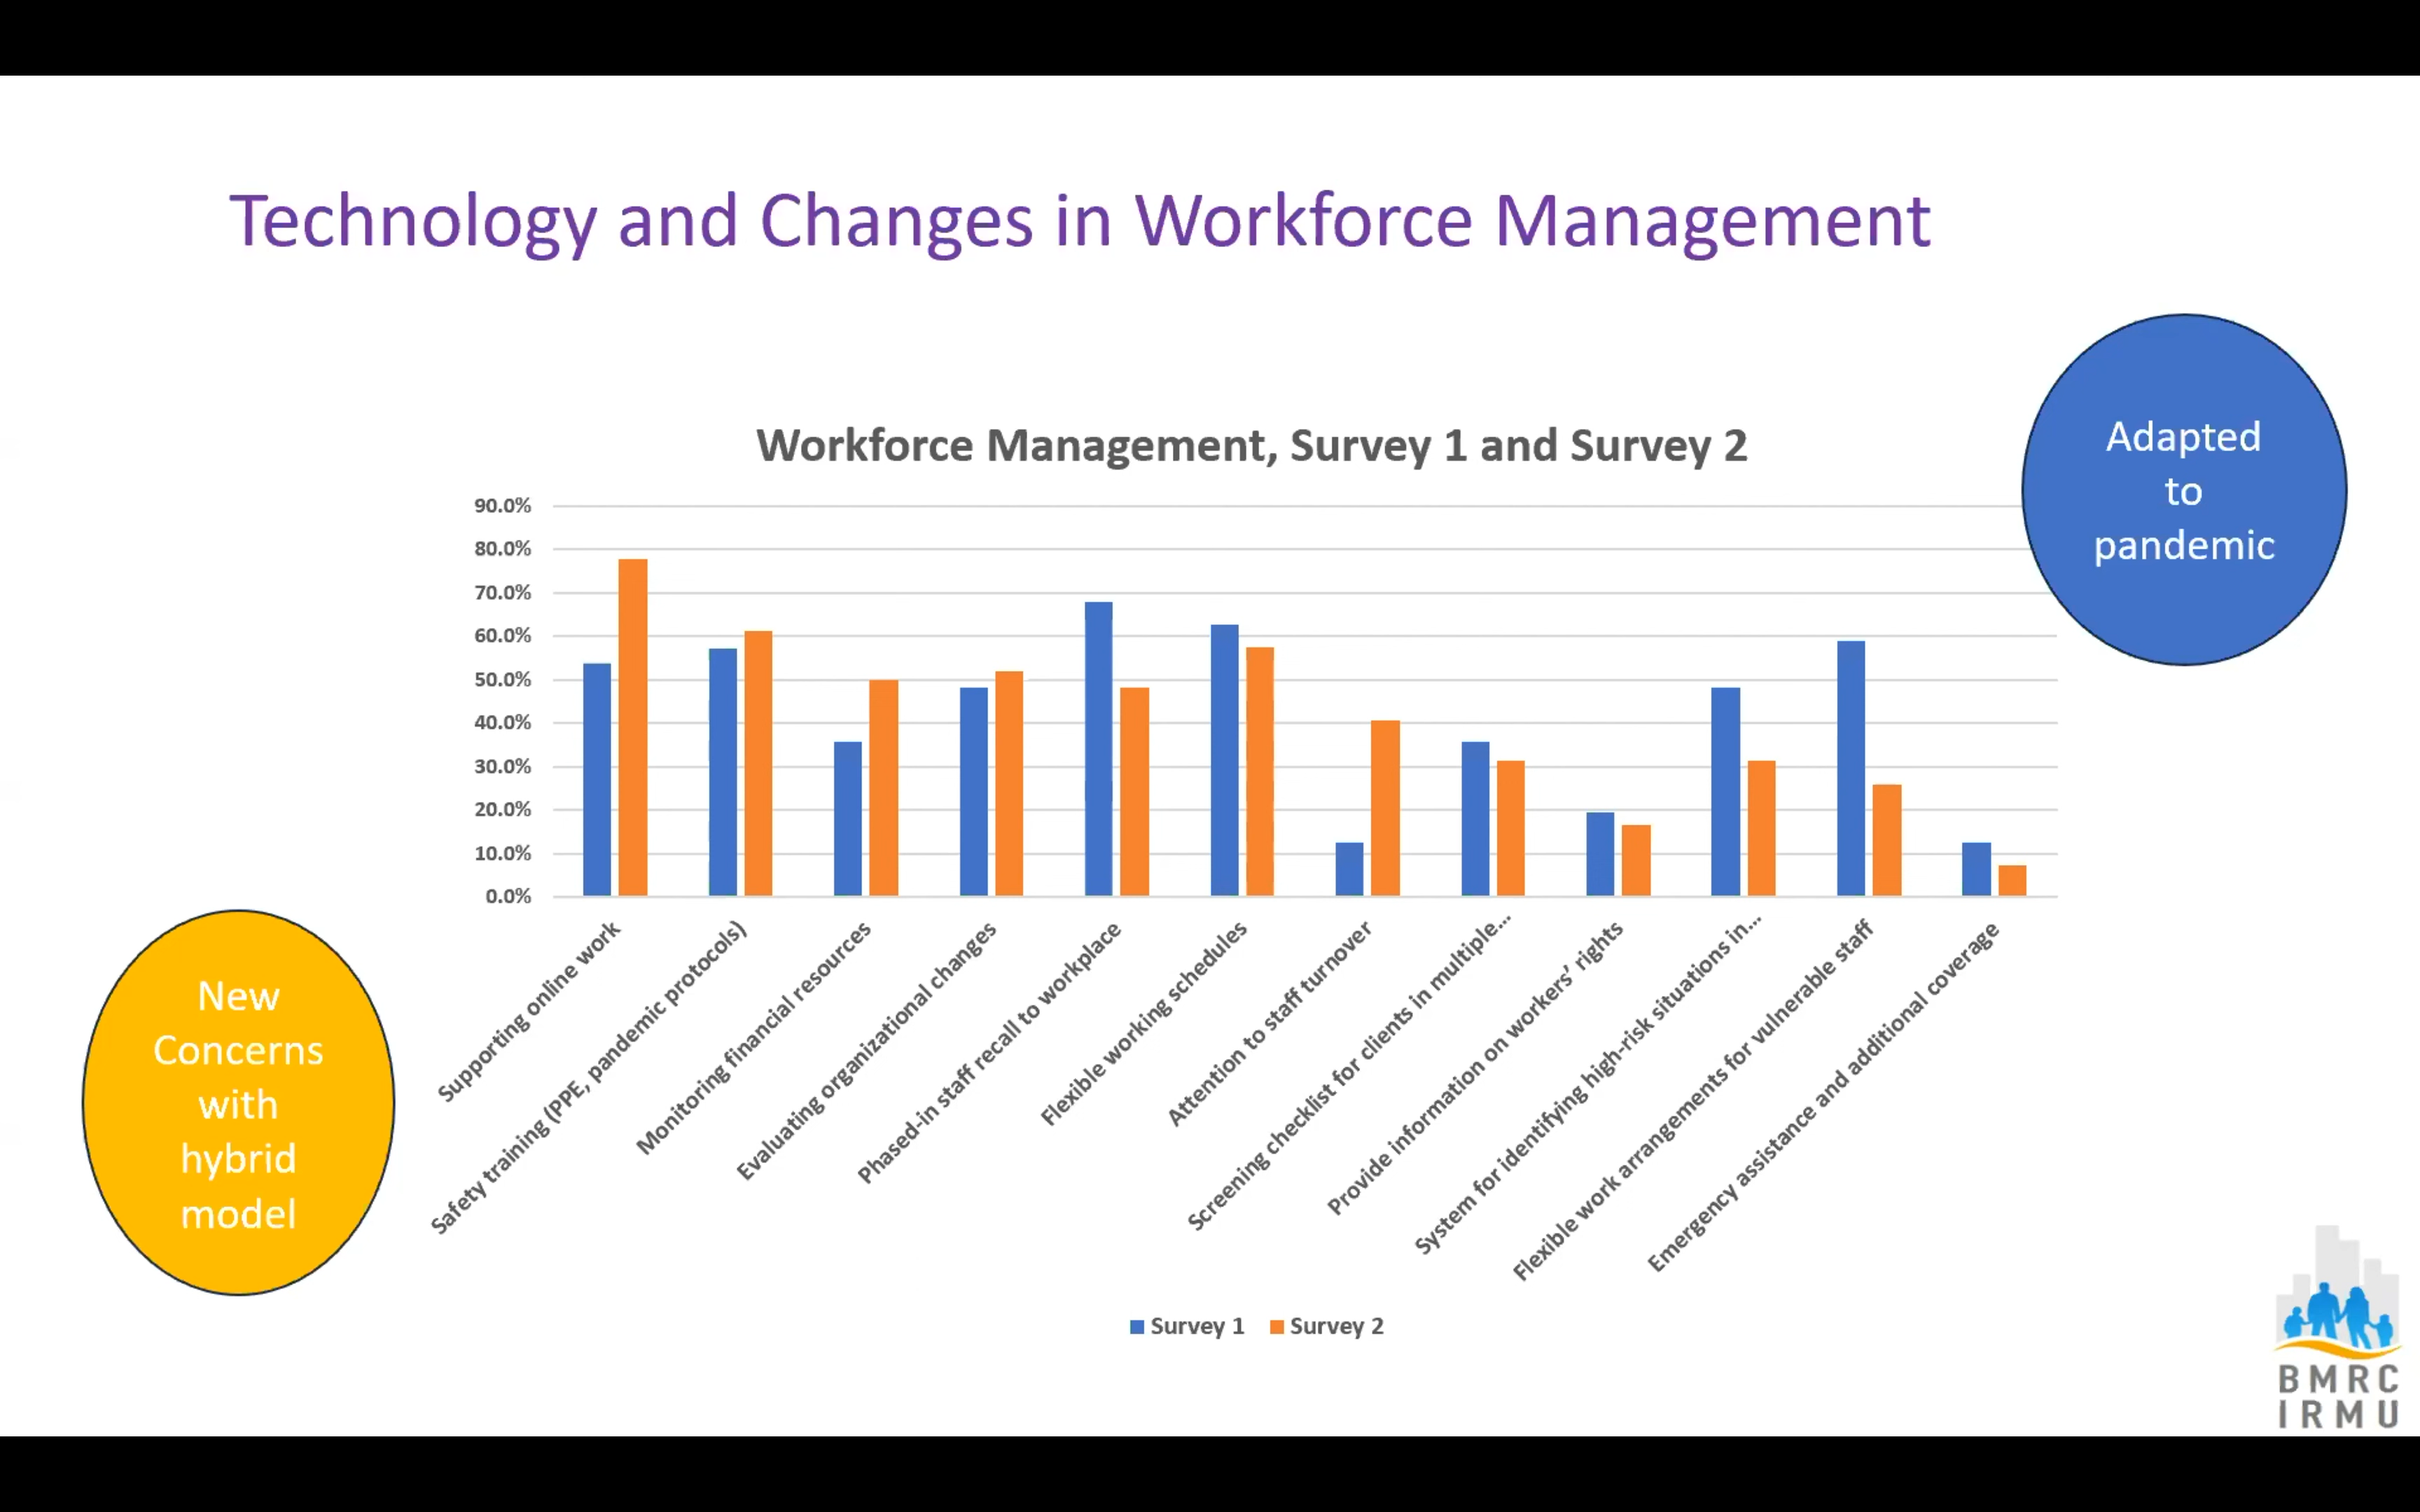 Technology and Changes in Workforce Management
Adapted
to
pandemic
Workforce Management, Survey 1 and Survey 2
90.0%
80.0%
70.0%
60.0%
50.0%
40.0%
30.0%
20.0%
10.0%
0.0%
Supporting online work
Safety training (PPE, pandemic protocols)
Monitoring financial resources
Evaluating organizational changes
Phased-in staff recall to workplace
Flexible working schedules
Attention to staff turnover
Screening checklist for clients in multiple...
Provide information on workers’ rights
System for identifying high-risk situations in...
Flexible work arrangements for vulnerable staff
Emergency assistance and additional coverage
New
Concerns
with
hybrid
model
Survey 1
Survey 2
BMRC
IRMU